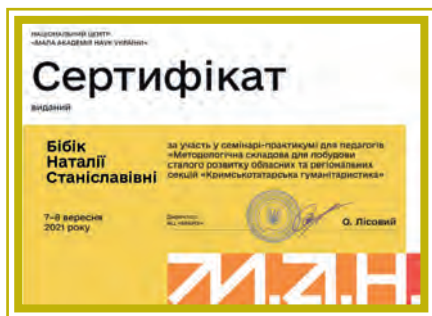 НАЦІОНАЛЬНИЙ ЦЕНТР
«МАЛА АКАДЕМІЯ НАУК УКРАЇНИ»
Сертифікат
виданий
Бібік
Наталії
Станіславівні
за участь у семінарі-практикумі для педагогів
«Методологічна складова для побудови
сталого розвитку обласних та регіональних
секцій «Кримськотатарська гуманітаристика»
7–8 вересня
2021 року
Директор
О. Лісовий
М.А.Н.